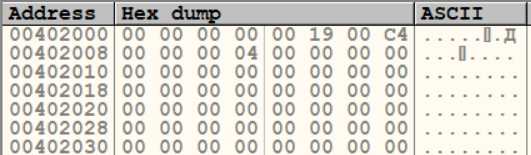 Address Hex dump ASCII
00402000 00 00 00 00 00 19 00 C4 .....▯.Д
00402008 00 00 00 04 00 00 00 00 ...▯....
00402010 00 00 00 00 00 00 00 00 ........
00402018 00 00 00 00 00 00 00 00 ........
00402020 00 00 00 00 00 00 00 00 ........
00402028 00 00 00 00 00 00 00 00 ........
00402030 00 00 00 00 00 00 00 00 ........